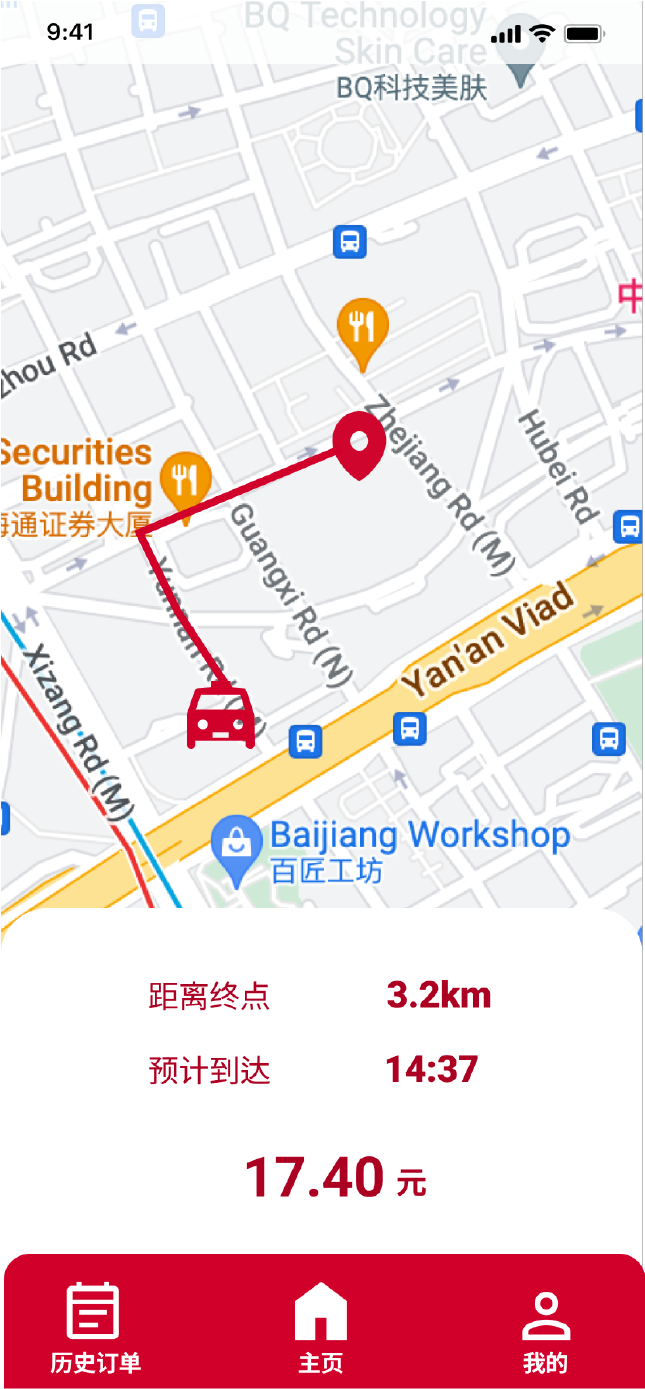 9:41
BQ Technology
Skin Care
BQ科技美肤
中
zhou Rd
Zhejiang Rd (M)
Hubei Rd
Securities
Building
海通证券大厦
Guangxi Rd (N)
Yunnan Rd (M)
Yan'an Viad
Xizang Rd (M)
Baijiang Workshop
百匠工坊
距离终点 3.2km
预计到达 14:37
17.40 元
历史订单 主页 我的